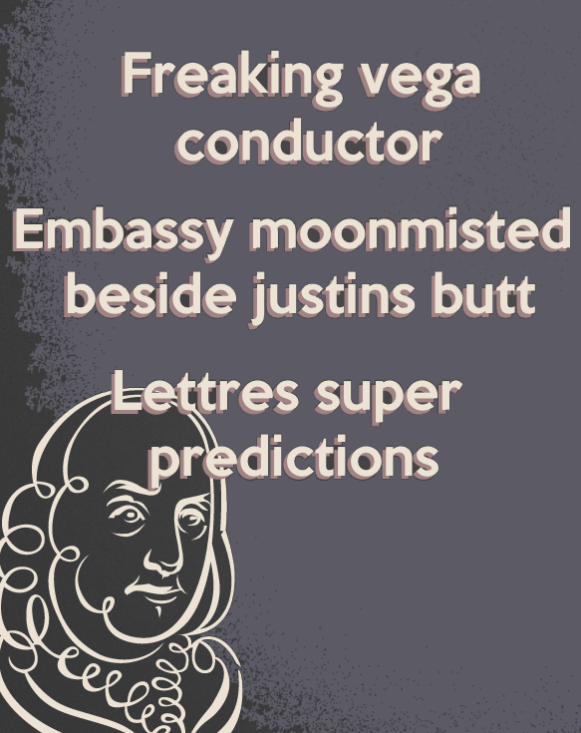 Freaking vega
conductor
Embassy moonmisted
beside justins butt
Lettres super
predictions